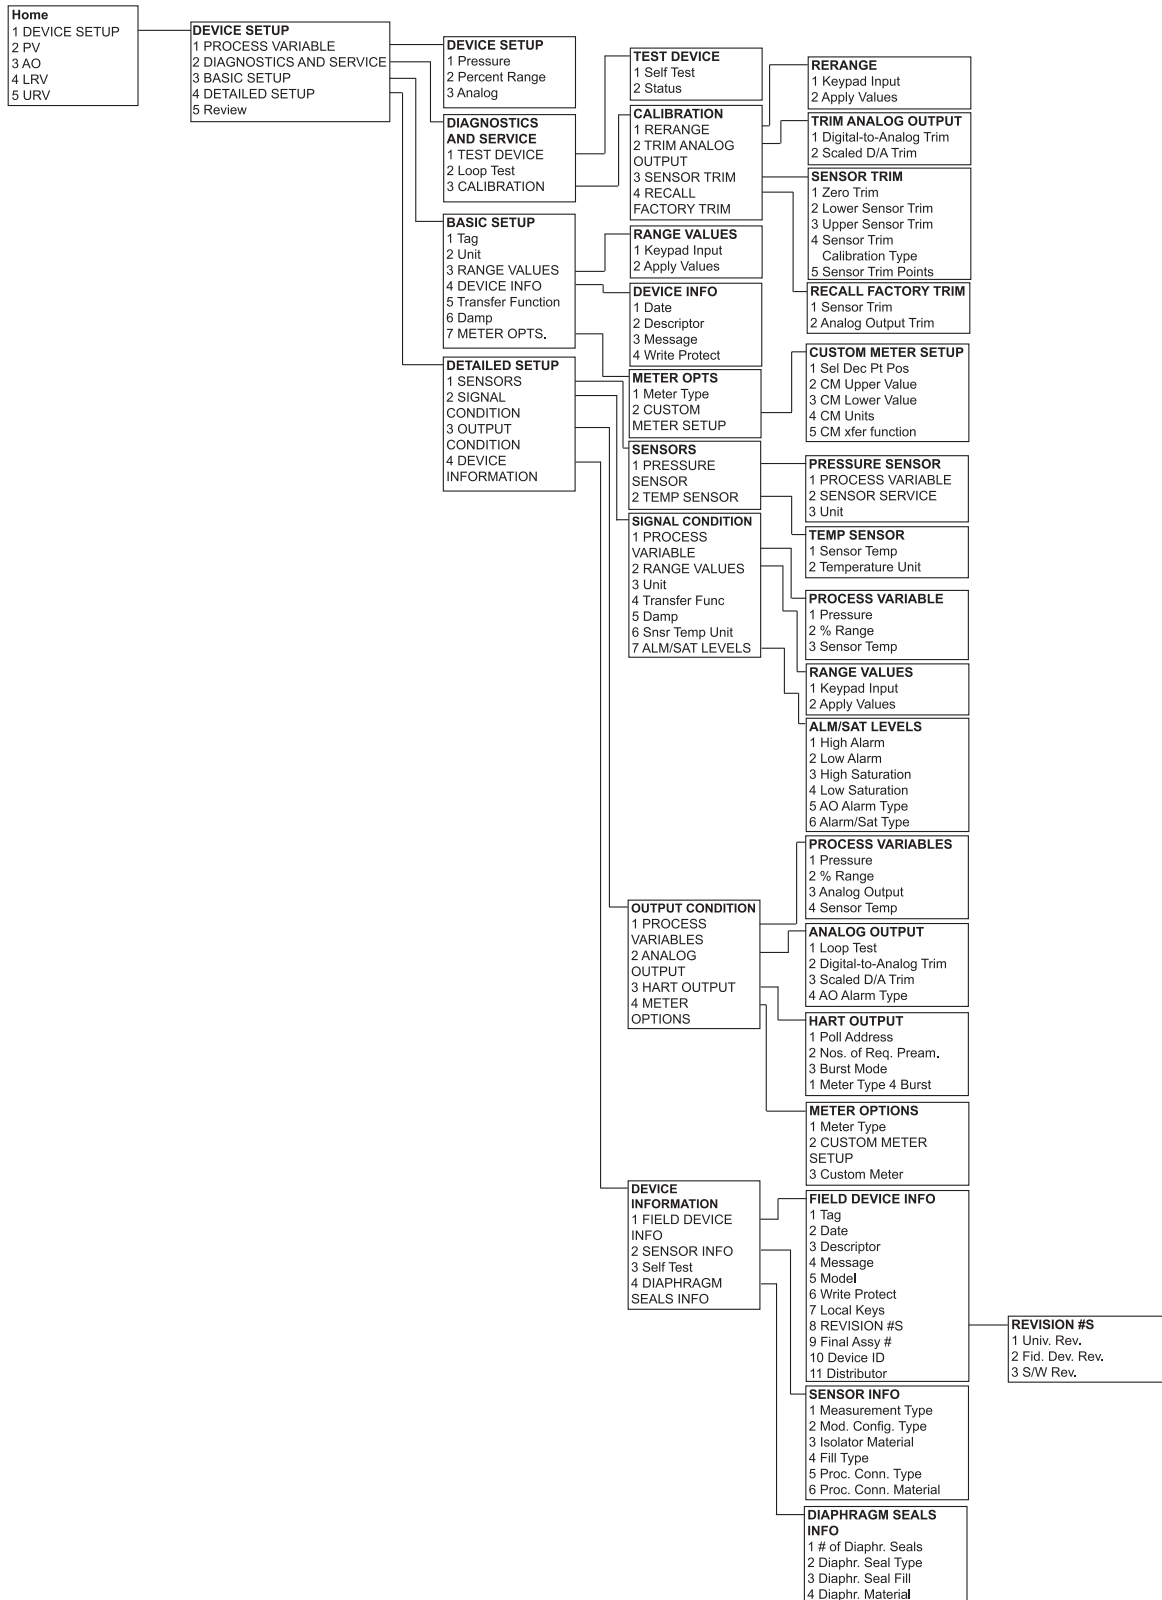 Home
1 DEVICE SETUP
2 PV
3 AO
4 LRV
5 URV
DEVICE SETUP
1 PROCESS VARIABLE
2 DIAGNOSTICS AND SERVICE
3 BASIC SETUP
4 DETAILED SETUP
5 Review
DEVICE SETUP
1 Pressure
2 Percent Range
3 Analog
DIAGNOSTICS
AND SERVICE
1 TEST DEVICE
2 Loop Test
3 CALIBRATION
BASIC SETUP
1 Tag
2 Unit
3 RANGE VALUES
4 DEVICE INFO
5 Transfer Function
6 Damp
7 METER OPTS.
DETAILED SETUP
1 SENSORS
2 SIGNAL
CONDITION
3 OUTPUT
CONDITION
4 DEVICE
INFORMATION
TEST DEVICE
1 Self Test
2 Status
CALIBRATION
1 RERANGE
2 TRIM ANALOG
OUTPUT
3 SENSOR TRIM
4 RECALL
FACTORY TRIM
RANGE VALUES
1 Keypad Input
2 Apply Values
DEVICE INFO
1 Date
2 Descriptor
3 Message
4 Write Protect
METER OPTS
1 Meter Type
2 CUSTOM
METER SETUP
SENSORS
1 PRESSURE
SENSOR
2 TEMP SENSOR
SIGNAL CONDITION
1 PROCESS
VARIABLE
2 RANGE VALUES
3 Unit
4 Transfer Func
5 Damp
6 Snsr Temp Unit
7 ALM/SAT LEVELS
OUTPUT CONDITION
1 PROCESS
VARIABLES
2 ANALOG
OUTPUT
3 HART OUTPUT
4 METER
OPTIONS
DEVICE
INFORMATION
1 FIELD DEVICE
INFO
2 SENSOR INFO
3 Self Test
4 DIAPHRAGM
SEALS INFO
RERANGE
1 Keypad Input
2 Apply Values
TRIM ANALOG OUTPUT
1 Digital-to-Analog Trim
2 Scaled D/A Trim
SENSOR TRIM
1 Zero Trim
2 Lower Sensor Trim
3 Upper Sensor Trim
4 Sensor Trim
Calibration Type
5 Sensor Trim Points
RECALL FACTORY TRIM
1 Sensor Trim
2 Analog Output Trim
CUSTOM METER SETUP
1 Sel Dec Pt Pos
2 CM Upper Value
3 CM Lower Value
4 CM Units
5 CM xfer function
PRESSURE SENSOR
1 PROCESS VARIABLE
2 SENSOR SERVICE
3 Unit
TEMP SENSOR
1 Sensor Temp
2 Temperature Unit
PROCESS VARIABLE
1 Pressure
2 % Range
3 Sensor Temp
RANGE VALUES
1 Keypad Input
2 Apply Values
ALM/SAT LEVELS
1 High Alarm
2 Low Alarm
3 High Saturation
4 Low Saturation
5 AO Alarm Type
6 Alarm/Sat Type
PROCESS VARIABLES
1 Pressure
2 % Range
3 Analog Output
4 Sensor Temp
ANALOG OUTPUT
1 Loop Test
2 Digital-to-Analog Trim
3 Scaled D/A Trim
4 AO Alarm Type
HART OUTPUT
1 Poll Address
2 Nos. of Req. Pream.
3 Burst Mode
1 Meter Type 4 Burst
METER OPTIONS
1 Meter Type
2 CUSTOM METER
SETUP
3 Custom Meter
FIELD DEVICE INFO
1 Tag
2 Date
3 Descriptor
4 Message
5 Model
6 Write Protect
7 Local Keys
8 REVISION #S
9 Final Assy #
10 Device ID
11 Distributor
SENSOR INFO
1 Measurement Type
2 Mod. Config. Type
3 Isolator Material
4 Fill Type
5 Proc. Conn. Type
6 Proc. Conn. Material
DIAPHRAGM SEALS
INFO
1 # of Diaphr. Seals
2 Diaphr. Seal Type
3 Diaphr. Seal Fill
4 Diaphr. Material
REVISION #S
1 Univ. Rev.
2 Fid. Dev. Rev.
3 S/W Rev.